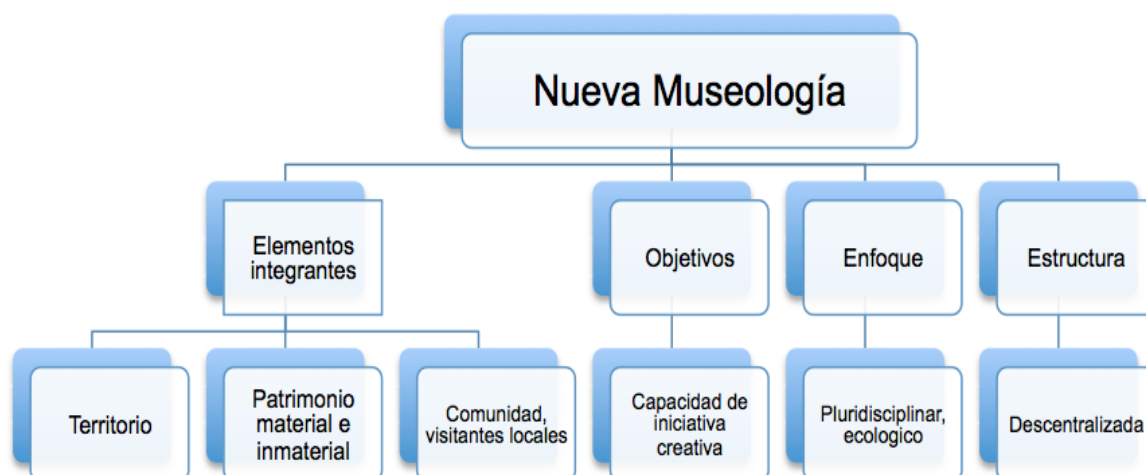 Nueva Museología
Elementos
integrantes
Objetivos
Enfoque
Estructura
Territorio
Patrimonio
material e
inmaterial
Comunidad,
visitantes locales
Capacidad de
iniciativa
creativa
Pluridisciplinar,
ecologico
Descentralizada